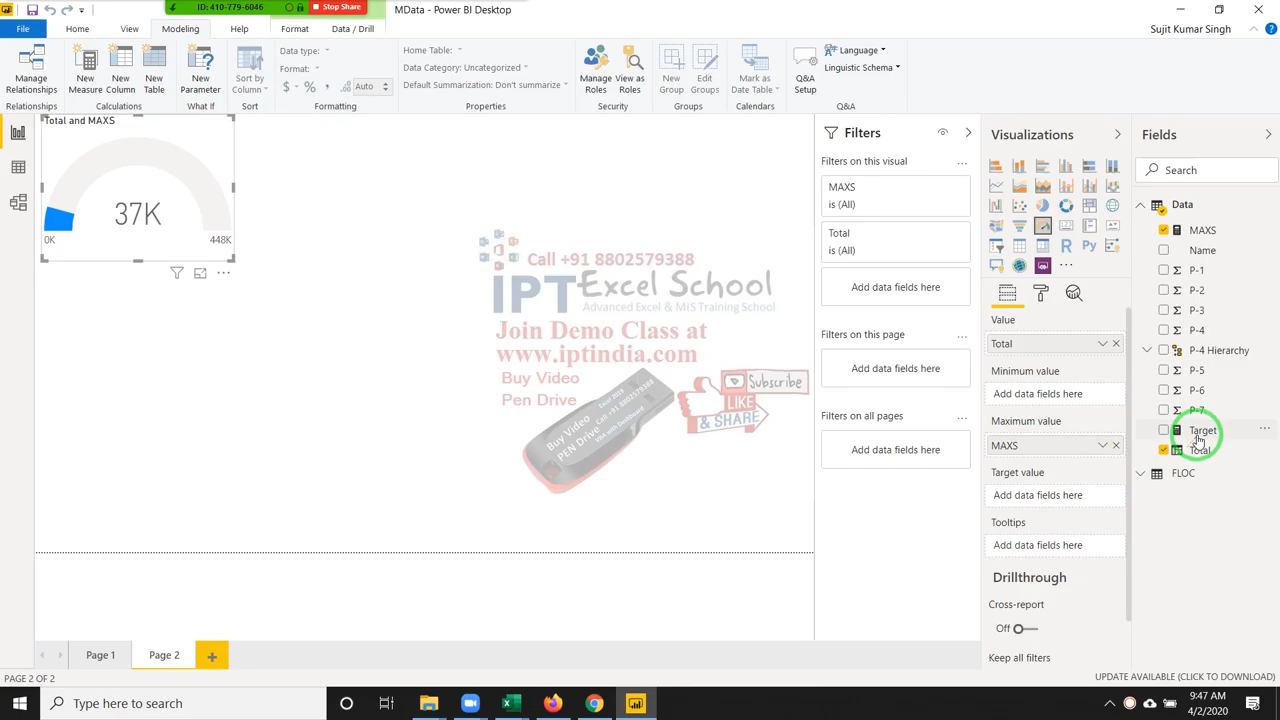 ID: 410-779-6046
Stop Share
MData - Power BI Desktop
File
Home
View
Modeling
Help
Format
Data / Drill
Sujit Kumar Singh
Manage Relationships
New Measure
New Column
New Table
New Parameter
Sort by Column
Data type:
Format:
$ % , Auto
Home Table:
Data Category: Uncategorized
Default Summarization: Don't summarize
Manage Roles
View as Roles
New Group
Edit Groups
Mark as Date Table
Q&A Setup
Language
Linguistic Schema
Relationships
Calculations
What If
Sort
Formatting
Properties
Security
Groups
Calendars
Q&A
Total and MAXS
37K
0K
448K
Call +91 8802579388
IPT Excel School
Advanced Excel & MIS Training School
Join Demo Class at
www.iptindia.com
Buy Video
Pen Drive
Buy Video
PEN Drive
Subscribe
LIKE
& SHARE
Filters
Filters on this visual
MAXS
is (All)
Total
is (All)
Add data fields here
Filters on this page
Add data fields here
Filters on all pages
Add data fields here
Visualizations
R
Py
Value
Total
Minimum value
Add data fields here
Maximum value
MAXS
Target value
Add data fields here
Tooltips
Add data fields here
Drillthrough
Cross-report
Off
Keep all filters
Fields
Search
Data
MAXS
Name
P-1
P-2
P-3
P-4
P-4 Hierarchy
P-5
P-6
P-7
Target
Total
FLOC
Page 1
Page 2
PAGE 2 OF 2
UPDATE AVAILABLE (CLICK TO DOWNLOAD)
Type here to search
9:47 AM
4/2/2020